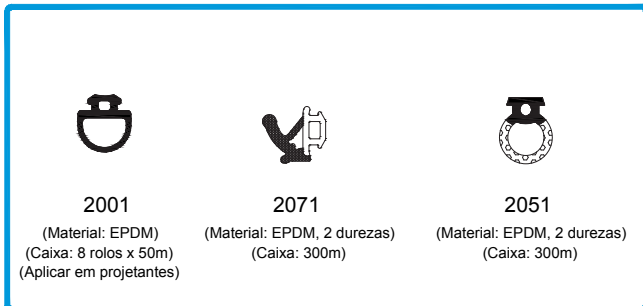 2001
(Material: EPDM)
(Caixa: 8 rolos x 50m)
(Aplicar em projetantes)
2071
(Material: EPDM, 2 durezas)
(Caixa: 300m)
2051
(Material: EPDM, 2 durezas)
(Caixa: 300m)